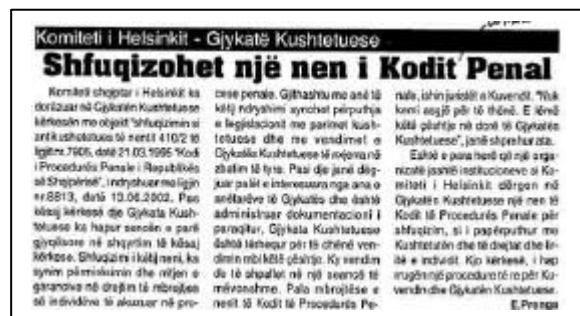 Komiteti i Helsinkit - Gjykatë Kushtetuese
Shfuqizohet një nen i Kodit Penal
Komiteti shqiptar i Helsinkit ka
dorëzuar në Gjykatën Kushtetuese
kërkesën me objekt "shfuqizimin si
antikushtetues të nenit 410/2 të
ligjit nr.7905, datë 21.03.1995 "Kodi
i Procedurës Penale i Republikës
së Shqipërisë", i ndryshuar me ligjin
nr.8813, datë 13.06.2002. Pas
kësaj kërkese dje Gjykata Kush-
tetuese ka hapur seancën e parë
gjyqësore në shqyrtim të kësaj
kërkese. Shfuqizimi i këtij neni, ka
synim përmirësimin dhe rritjen e
garancive në drejtim të mbrojtjes
së individëve të akuzuar në pro-
cese penale. Gjithashtu me anë të
këtij ndryshimi synohet përputhja
e legjislacionit me parimet kush-
tetuese dhe me vendimet e
Gjykatës Kushtetuese të marra në
zbatim të tyre. Pasi dje janë dëg-
juar palët e interesuara nga ana e
anëtarëve të Gjykatës dhe është
administruar dokumentacioni i
paraqitur, Gjykata Kushtetuese
është tërhequr për të dhënë ven-
dimin mbi këtë çështje. Ky vendim
do të shpallet në një seancë të
mëvonshme. Pala mbrojtëse e
nenit të Kodit të Procedurës Pe-
nale, ishin juristët e Kuvendit. "Nuk
kemi asgjë për të thënë. E lëmë
këtë çështje në dorë të Gjykatës
Kushtetuese", janë shprehur ata.
Është e para herë që një orga-
nizatë jashtë institucioneve si Ko-
miteti i Helsinkit dërgon në
Gjykatën Kushtetuese një nen të
Kodit të Procedurës Penale për
shfuqizim, si i papërputhur me
Kushtetutën dhe të drejtat dhe liri-
të e individit. Kjo kërkesë, i hap
rrugën një procedure të re për Ku-
vendin dhe Gjykatën Kushtetuese.
E.Prenga